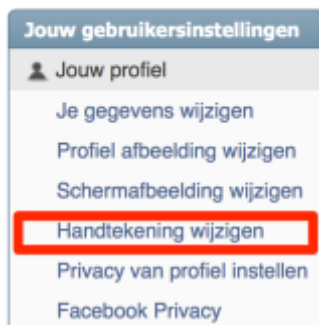 Jouw gebruikersinstellingen
Jouw profiel
Je gegevens wijzigen
Profiel afbeelding wijzigen
Schermafbeelding wijzigen
Handtekening wijzigen
Privacy van profiel instellen
Facebook Privacy